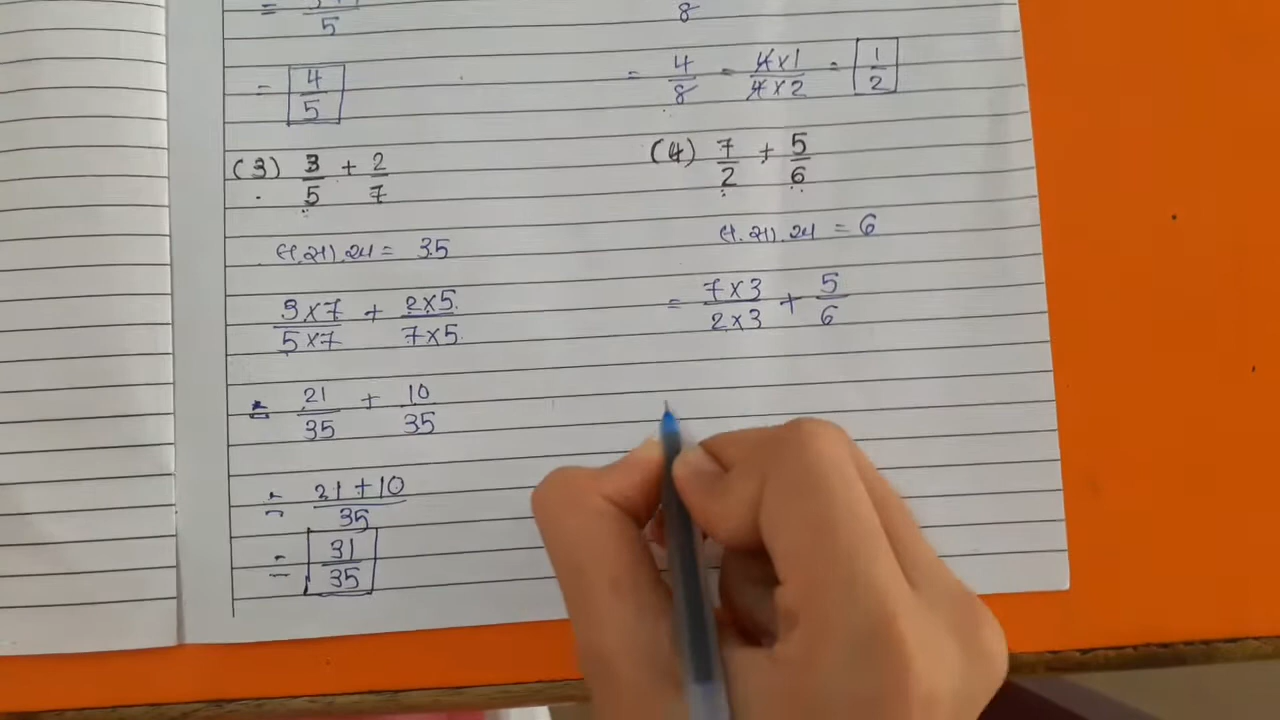 5
= 4/5
(3) 3/5 + 2/7
લ.સા.અ = 35
3×7/5×7 + 2×5/7×5
= 21/35 + 10/35
= 21+10/35
= 31/35
8
= 4/8 = 4×1/4×2 = 1/2
(4) 7/2 + 5/6
લ.સા.અ = 6
= 7×3/2×3 + 5/6